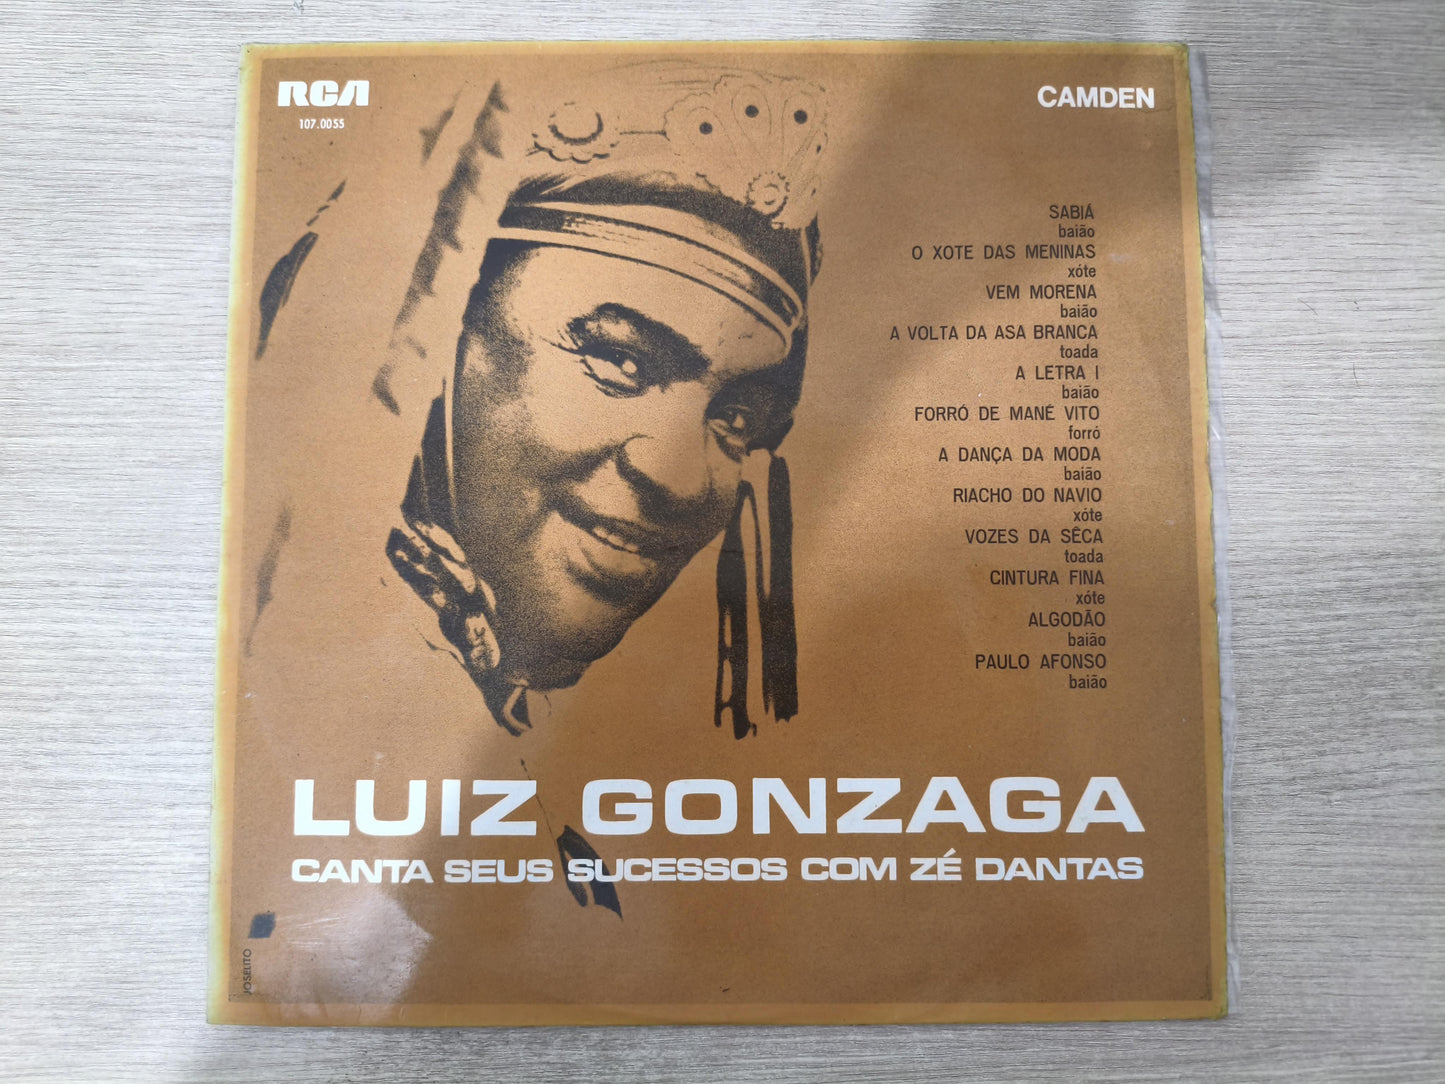 RCA
107.0055
CAMDEN
SABIÁ
baião
O XOTE DAS MENINAS
xóte
VEM MORENA
baião
A VOLTA DA ASA BRANCA
toada
A LETRA I
baião
FORRÓ DE MANÉ VITO
forró
A DANÇA DA MODA
baião
RIACHO DO NAVIO
xóte
VOZES DA SÊCA
toada
CINTURA FINA
xóte
ALGODÃO
baião
PAULO AFONSO
baião
LUIZ GONZAGA
CANTA SEUS SUCESSOS COM ZÉ DANTAS
JOSELITO